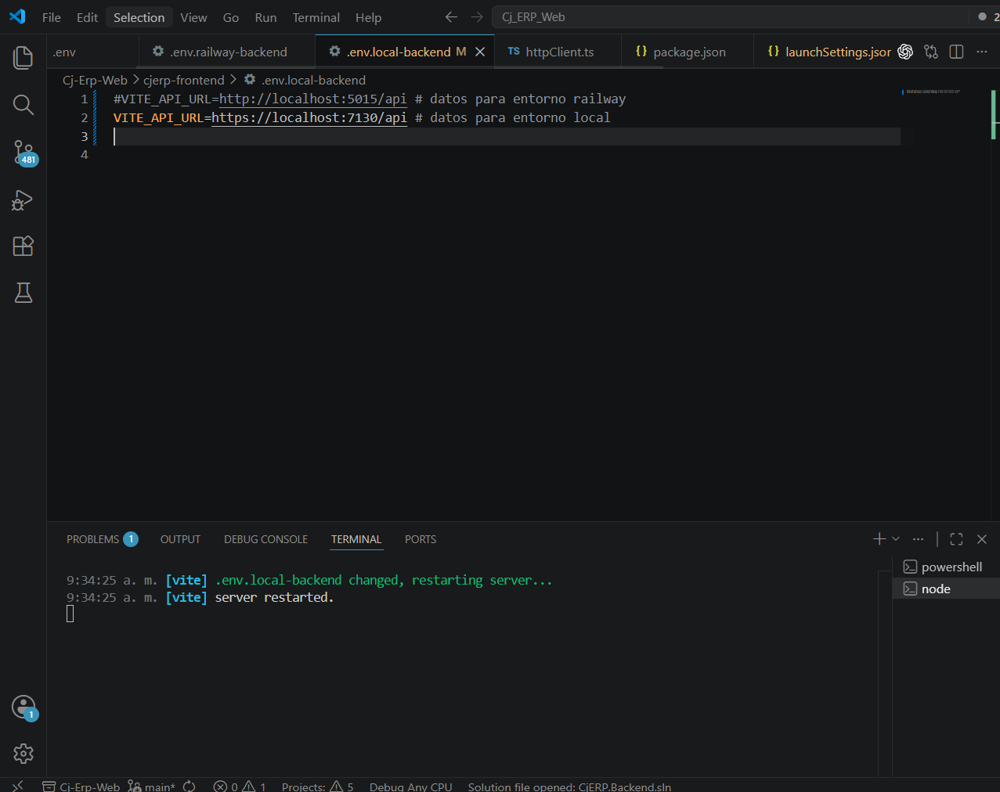 File Edit Selection View Go Run Terminal Help Cj_ERP_Web 2
.env .env.railway-backend .env.local-backend M TS httpClient.ts {} package.json {} launchSettings.jsor
Cj-Erp-Web > cjerp-frontend > .env.local-backend
1 #VITE_API_URL=http://localhost:5015/api # datos para entorno railway
2 VITE_API_URL=https://localhost:7130/api # datos para entorno local
3
4
481
PROBLEMS 1 OUTPUT DEBUG CONSOLE TERMINAL PORTS
powershell
node
9:34:25 a. m. [vite] .env.local-backend changed, restarting server...
9:34:25 a. m. [vite] server restarted.
1
Cj-Erp-Web main* 0 1 Projects: 5 Debug Any CPU Solution file opened: CjERP.Backend.sln